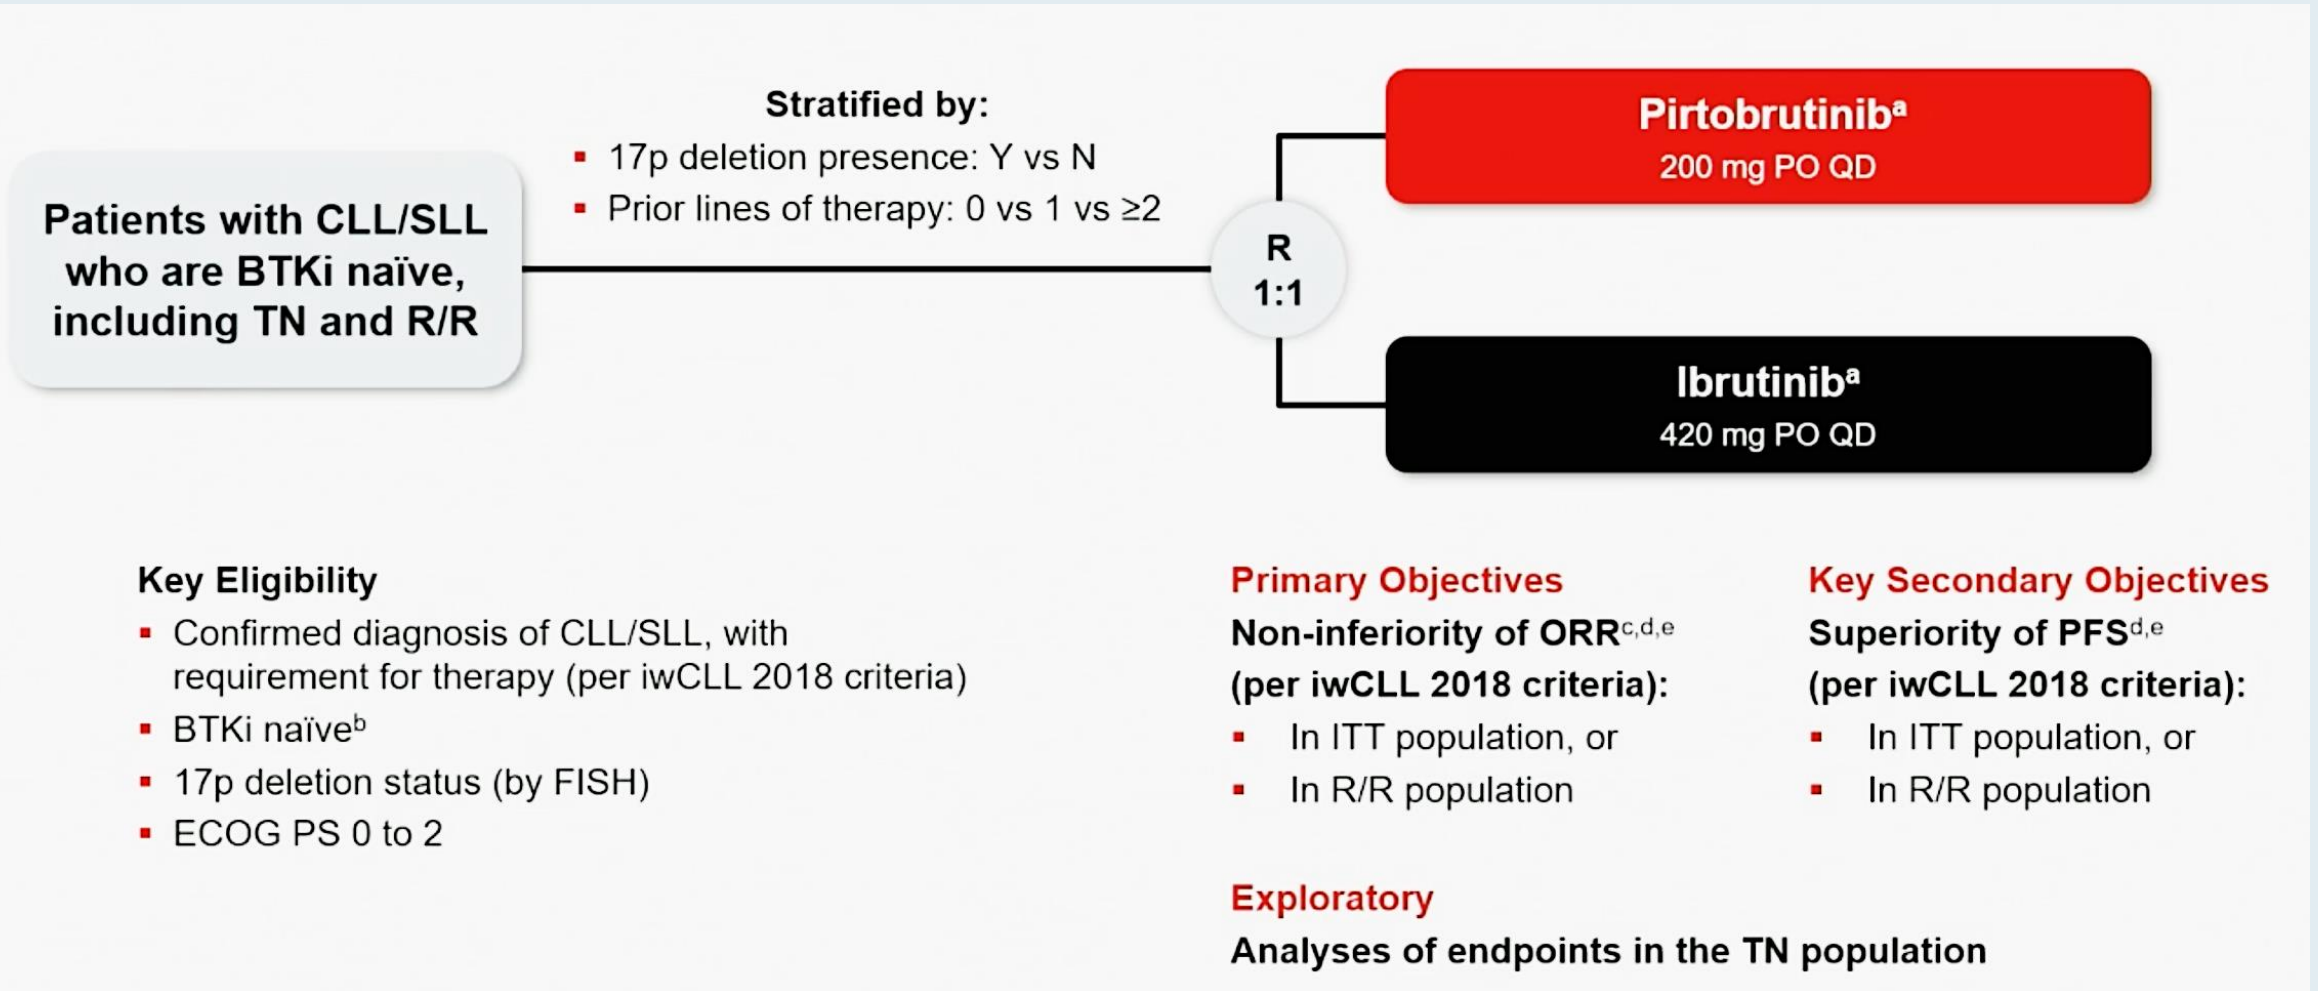 Patients with CLL/SLL
who are BTKi naïve,
including TN and R/R
Stratified by:
▪ 17p deletion presence: Y vs N
▪ Prior lines of therapy: 0 vs 1 vs ≥2
R
1:1
Pirtobrutinibᵃ
200 mg PO QD
Ibrutinibᵃ
420 mg PO QD
Key Eligibility
▪ Confirmed diagnosis of CLL/SLL, with
requirement for therapy (per iwCLL 2018 criteria)
▪ BTKi naïveᵇ
▪ 17p deletion status (by FISH)
▪ ECOG PS 0 to 2
Primary Objectives
Non-inferiority of ORRᶜ,ᵈ,ᵉ
(per iwCLL 2018 criteria):
▪ In ITT population, or
▪ In R/R population
Key Secondary Objectives
Superiority of PFSᵈ,ᵉ
(per iwCLL 2018 criteria):
▪ In ITT population, or
▪ In R/R population
Exploratory
Analyses of endpoints in the TN population